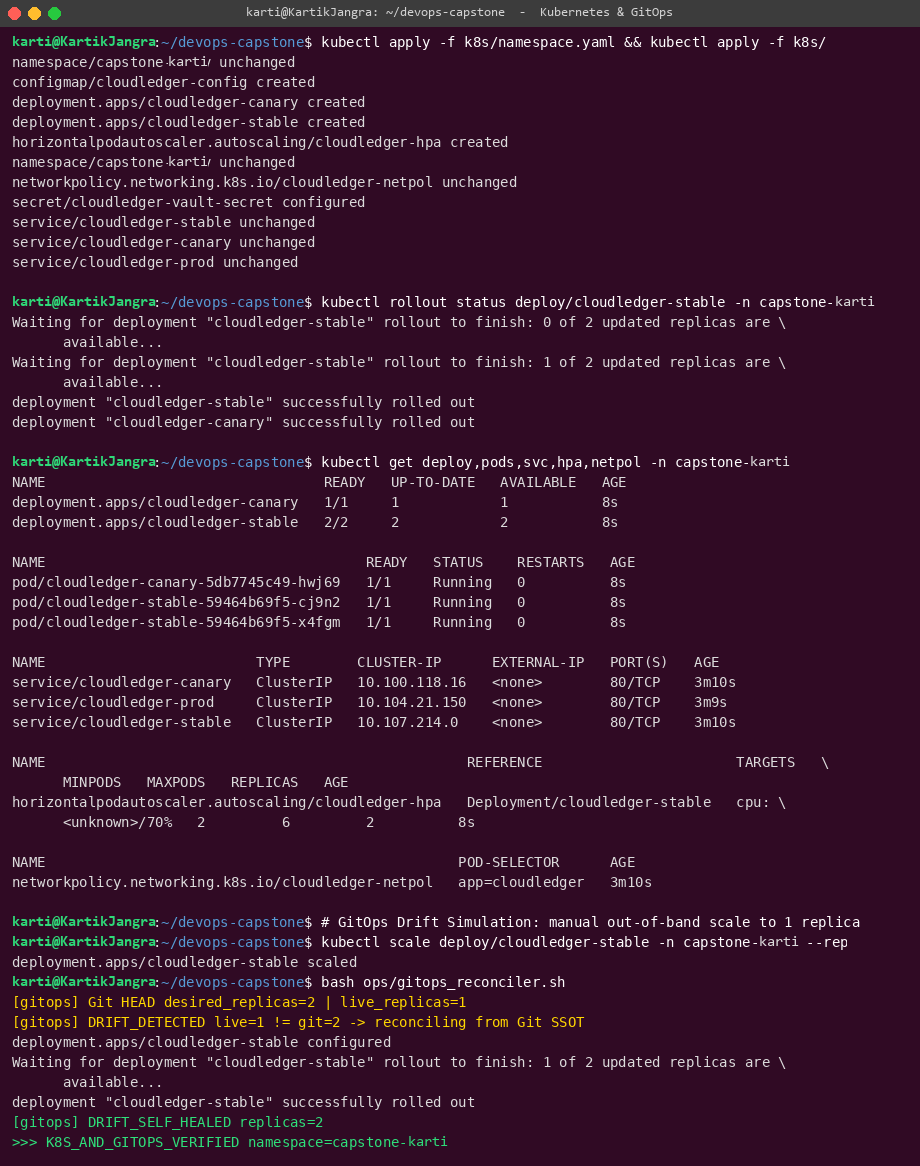 karti@KartikJangra: ~/devops-capstone  -  Kubernetes & GitOps
karti@KartikJangra:~/devops-capstone$ kubectl apply -f k8s/namespace.yaml && kubectl apply -f k8s/
namespace/capstone-karti/ unchanged
configmap/cloudledger-config created
deployment.apps/cloudledger-canary created
deployment.apps/cloudledger-stable created
horizontalpodautoscaler.autoscaling/cloudledger-hpa created
namespace/capstone-karti/ unchanged
networkpolicy.networking.k8s.io/cloudledger-netpol unchanged
secret/cloudledger-vault-secret configured
service/cloudledger-stable unchanged
service/cloudledger-canary unchanged
service/cloudledger-prod unchanged
karti@KartikJangra:~/devops-capstone$ kubectl rollout status deploy/cloudledger-stable -n capstone-karti
Waiting for deployment "cloudledger-stable" rollout to finish: 0 of 2 updated replicas are \
      available...
Waiting for deployment "cloudledger-stable" rollout to finish: 1 of 2 updated replicas are \
      available...
deployment "cloudledger-stable" successfully rolled out
deployment "cloudledger-canary" successfully rolled out
karti@KartikJangra:~/devops-capstone$ kubectl get deploy,pods,svc,hpa,netpol -n capstone-karti
NAME                                 READY   UP-TO-DATE   AVAILABLE   AGE
deployment.apps/cloudledger-canary   1/1     1            1           8s
deployment.apps/cloudledger-stable   2/2     2            2           8s
NAME                                      READY   STATUS    RESTARTS   AGE
pod/cloudledger-canary-5db7745c49-hwj69   1/1     Running   0          8s
pod/cloudledger-stable-59464b69f5-cj9n2   1/1     Running   0          8s
pod/cloudledger-stable-59464b69f5-x4fgm   1/1     Running   0          8s
NAME                         TYPE        CLUSTER-IP      EXTERNAL-IP   PORT(S)   AGE
service/cloudledger-canary   ClusterIP   10.100.118.16   <none>        80/TCP    3m10s
service/cloudledger-prod     ClusterIP   10.104.21.150   <none>        80/TCP    3m9s
service/cloudledger-stable   ClusterIP   10.107.214.0    <none>        80/TCP    3m10s
NAME                                                  REFERENCE                       TARGETS   \
      MINPODS   MAXPODS   REPLICAS   AGE
horizontalpodautoscaler.autoscaling/cloudledger-hpa   Deployment/cloudledger-stable   cpu: \
      <unknown>/70%   2         6         2          8s
NAME                                                 POD-SELECTOR      AGE
networkpolicy.networking.k8s.io/cloudledger-netpol   app=cloudledger   3m10s
karti@KartikJangra:~/devops-capstone$ # GitOps Drift Simulation: manual out-of-band scale to 1 replica
karti@KartikJangra:~/devops-capstone$ kubectl scale deploy/cloudledger-stable -n capstone-karti --rep
deployment.apps/cloudledger-stable scaled
karti@KartikJangra:~/devops-capstone$ bash ops/gitops_reconciler.sh
[gitops] Git HEAD desired_replicas=2 | live_replicas=1
[gitops] DRIFT_DETECTED live=1 != git=2 -> reconciling from Git SSOT
deployment.apps/cloudledger-stable configured
Waiting for deployment "cloudledger-stable" rollout to finish: 1 of 2 updated replicas are \
      available...
deployment "cloudledger-stable" successfully rolled out
[gitops] DRIFT_SELF_HEALED replicas=2
>>> K8S_AND_GITOPS_VERIFIED namespace=capstone-karti